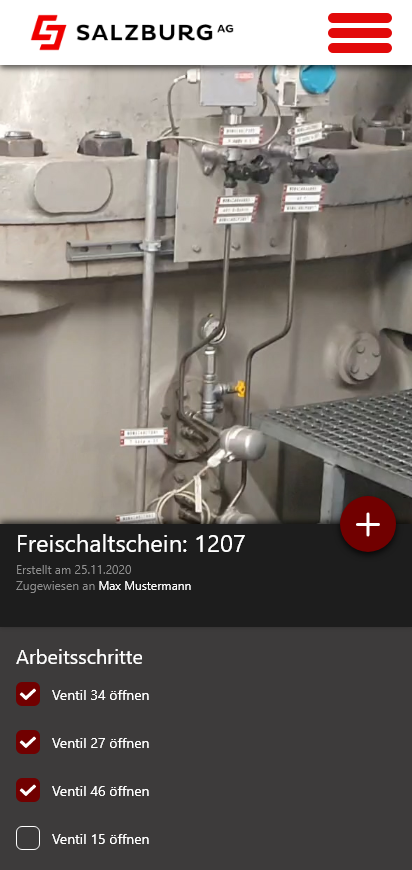 SALZBURG AG
Freischaltschein: 1207
Erstellt am 25.11.2020
Zugewiesen an Max Mustermann
Arbeitsschritte
Ventil 34 öffnen
Ventil 27 öffnen
Ventil 46 öffnen
Ventil 15 öffnen